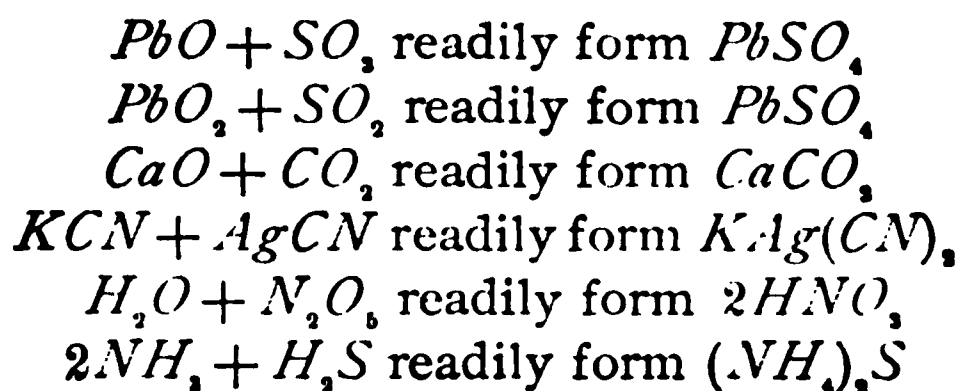 PbO + SO₃ readily form PbSO₄
PbO₂ + SO₂ readily form PbSO₄
CaO + CO₂ readily form CaCO₃
KCN + AgCN readily form KAg(CN)₂
H₂O + N₂O₅ readily form 2HNO₃
2NH₃ + H₂S readily form (NH₄)₂S